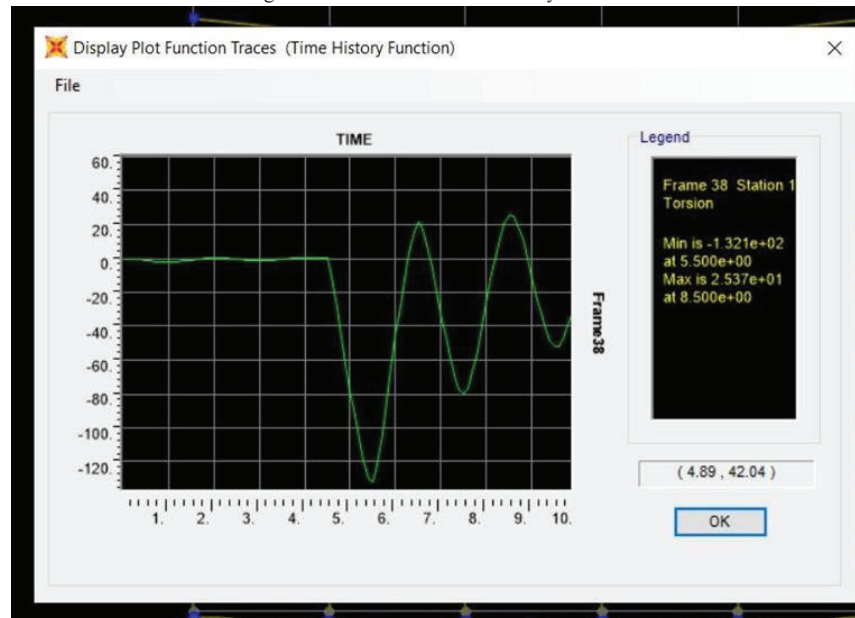 Display Plot Function Traces (Time History Function)
File
TIME
Legend
60.
40.
20.
0.
-20.
-40.
-60.
-80.
-100.
-120.
1. 2. 3. 4. 5. 6. 7. 8. 9. 10.
Frame38
Frame 38 Station 1
Torsion
Min is -1.321e+02
at 5.500e+00
Max is 2.537e+01
at 8.500e+00
( 4.89 , 42.04 )
OK